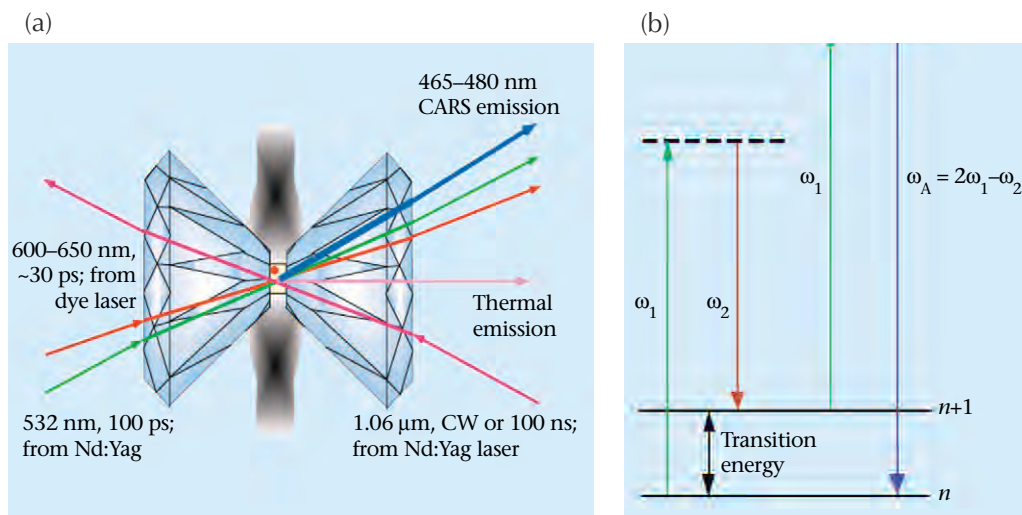 (a)
465–480 nm
CARS emission
600–650 nm,
~30 ps; from
dye laser
Thermal
emission
532 nm, 100 ps;
from Nd:Yag
1.06 µm, CW or 100 ns;
from Nd:Yag laser
(b)
ω1
ωA = 2ω1–ω2
ω1
ω2
n+1
Transition
energy
n